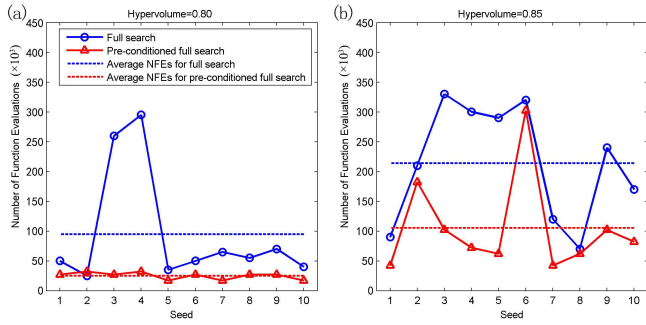 (a)
Hypervolume=0.80
Number of Function Evaluations (×10³)
450
400
350
300
250
200
150
100
50
0
Full search
Pre-conditioned full search
Average NFEs for full search
Average NFEs for pre-conditioned full search
1 2 3 4 5 6 7 8 9 10
Seed
(b)
Hypervolume=0.85
Number of Function Evaluations (×10³)
450
400
350
300
250
200
150
100
50
0
1 2 3 4 5 6 7 8 9 10
Seed